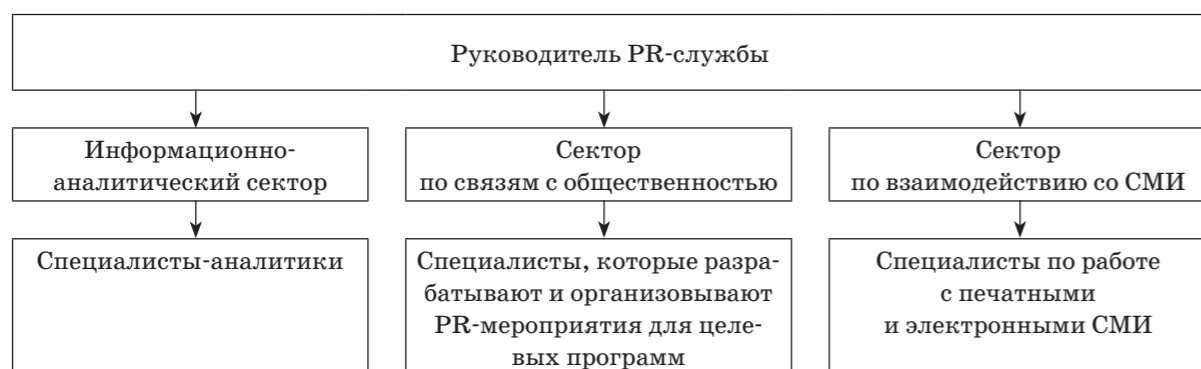 Руководитель PR-службы
Информационно-
аналитический сектор
Сектор
по связям с общественностью
Сектор
по взаимодействию со СМИ
Специалисты-аналитики
Специалисты, которые разра-
батывают и организовывают
PR-мероприятия для целе-
вых программ
Специалисты по работе
с печатными
и электронными СМИ